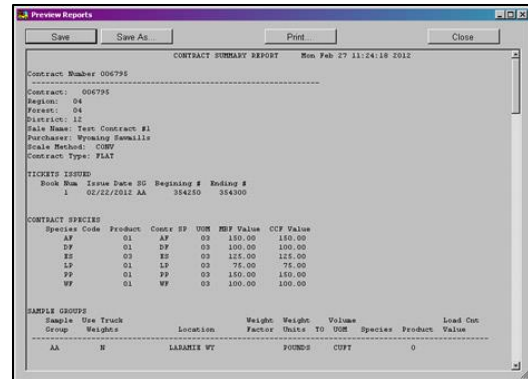 Preview Reports
Save Save As... Print... Close
CONTRACT SUMMARY REPORT Mon Feb 27 11:24:18 2012
Contract Number 006795
Contract: 006795
Region: 04
Forest: 04
District: 12
Sale Name: Test Contract #1
Purchaser: Wyoming Sawmills
Scale Method: CONV
Contract Type: FLAT
TICKETS ISSUED
Book Num Issue Date SG Begining # Ending #
1 02/22/2012 AA 354250 354300
CONTRACT SPECIES
Species Code Product Contr SP UOM MBF Value CCF Value
AF 01 AF 03 150.00 150.00
DF 01 DF 03 100.00 100.00
ES 03 ES 03 125.00 125.00
LP 01 LP 03 75.00 75.00
PP 01 PP 03 150.00 150.00
WF 01 WF 03 100.00 100.00
SAMPLE GROUPS
Sample Use Truck Weight Weight Volume Load Cnt
Group Weights Location Factor Units TO UOM Species Product Value
AA N LARAMIE WY POUNDS CUFT 0